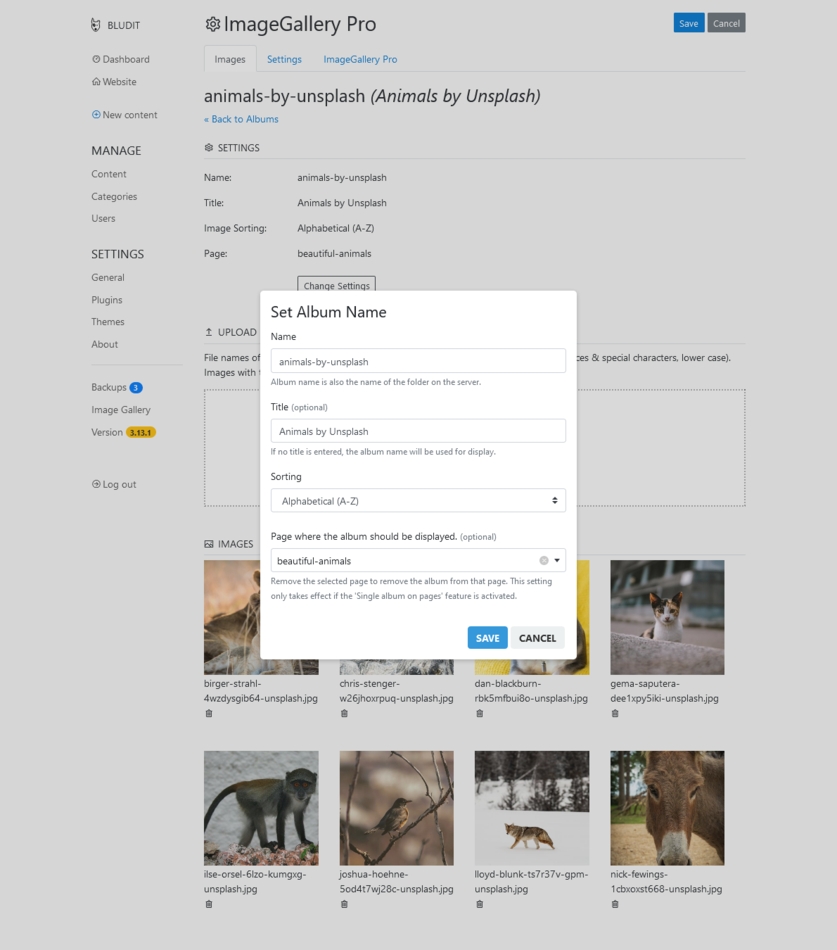 BLUDIT
Dashboard
Website
New content
MANAGE
Content
Categories
Users
SETTINGS
General
Plugins
Themes
About
Backups 3
Image Gallery
Version 3.13.1
Log out
ImageGallery Pro
Save Cancel
Images Settings ImageGallery Pro
animals-by-unsplash (Animals by Unsplash)
« Back to Albums
SETTINGS
Name: animals-by-unsplash
Title: Animals by Unsplash
Image Sorting: Alphabetical (A-Z)
Page: beautiful-animals
Change Settings
UPLOAD
File names of
ces & special characters, lower case).
Images with
Set Album Name
Name
animals-by-unsplash
Album name is also the name of the folder on the server.
Title (optional)
Animals by Unsplash
If no title is entered, the album name will be used for display.
Sorting
Alphabetical (A-Z)
Page where the album should be displayed. (optional)
beautiful-animals
Remove the selected page to remove the album from that page. This setting
only takes effect if the 'Single album on pages' feature is activated.
SAVE CANCEL
IMAGES
birger-strahl-
4wzdysgib64-unsplash.jpg
chris-stenger-
w26jhoxrpuq-unsplash.jpg
dan-blackburn-
rbk5mfbui8o-unsplash.jpg
gema-saputera-
dee1xpy5iki-unsplash.jpg
ilse-orsel-6lzo-kumgxg-
unsplash.jpg
joshua-hoehne-
5od4t7wj28c-unsplash.jpg
lloyd-blunk-ts7r37v-gpm-
unsplash.jpg
nick-fewings-
1cbxoxst668-unsplash.jpg